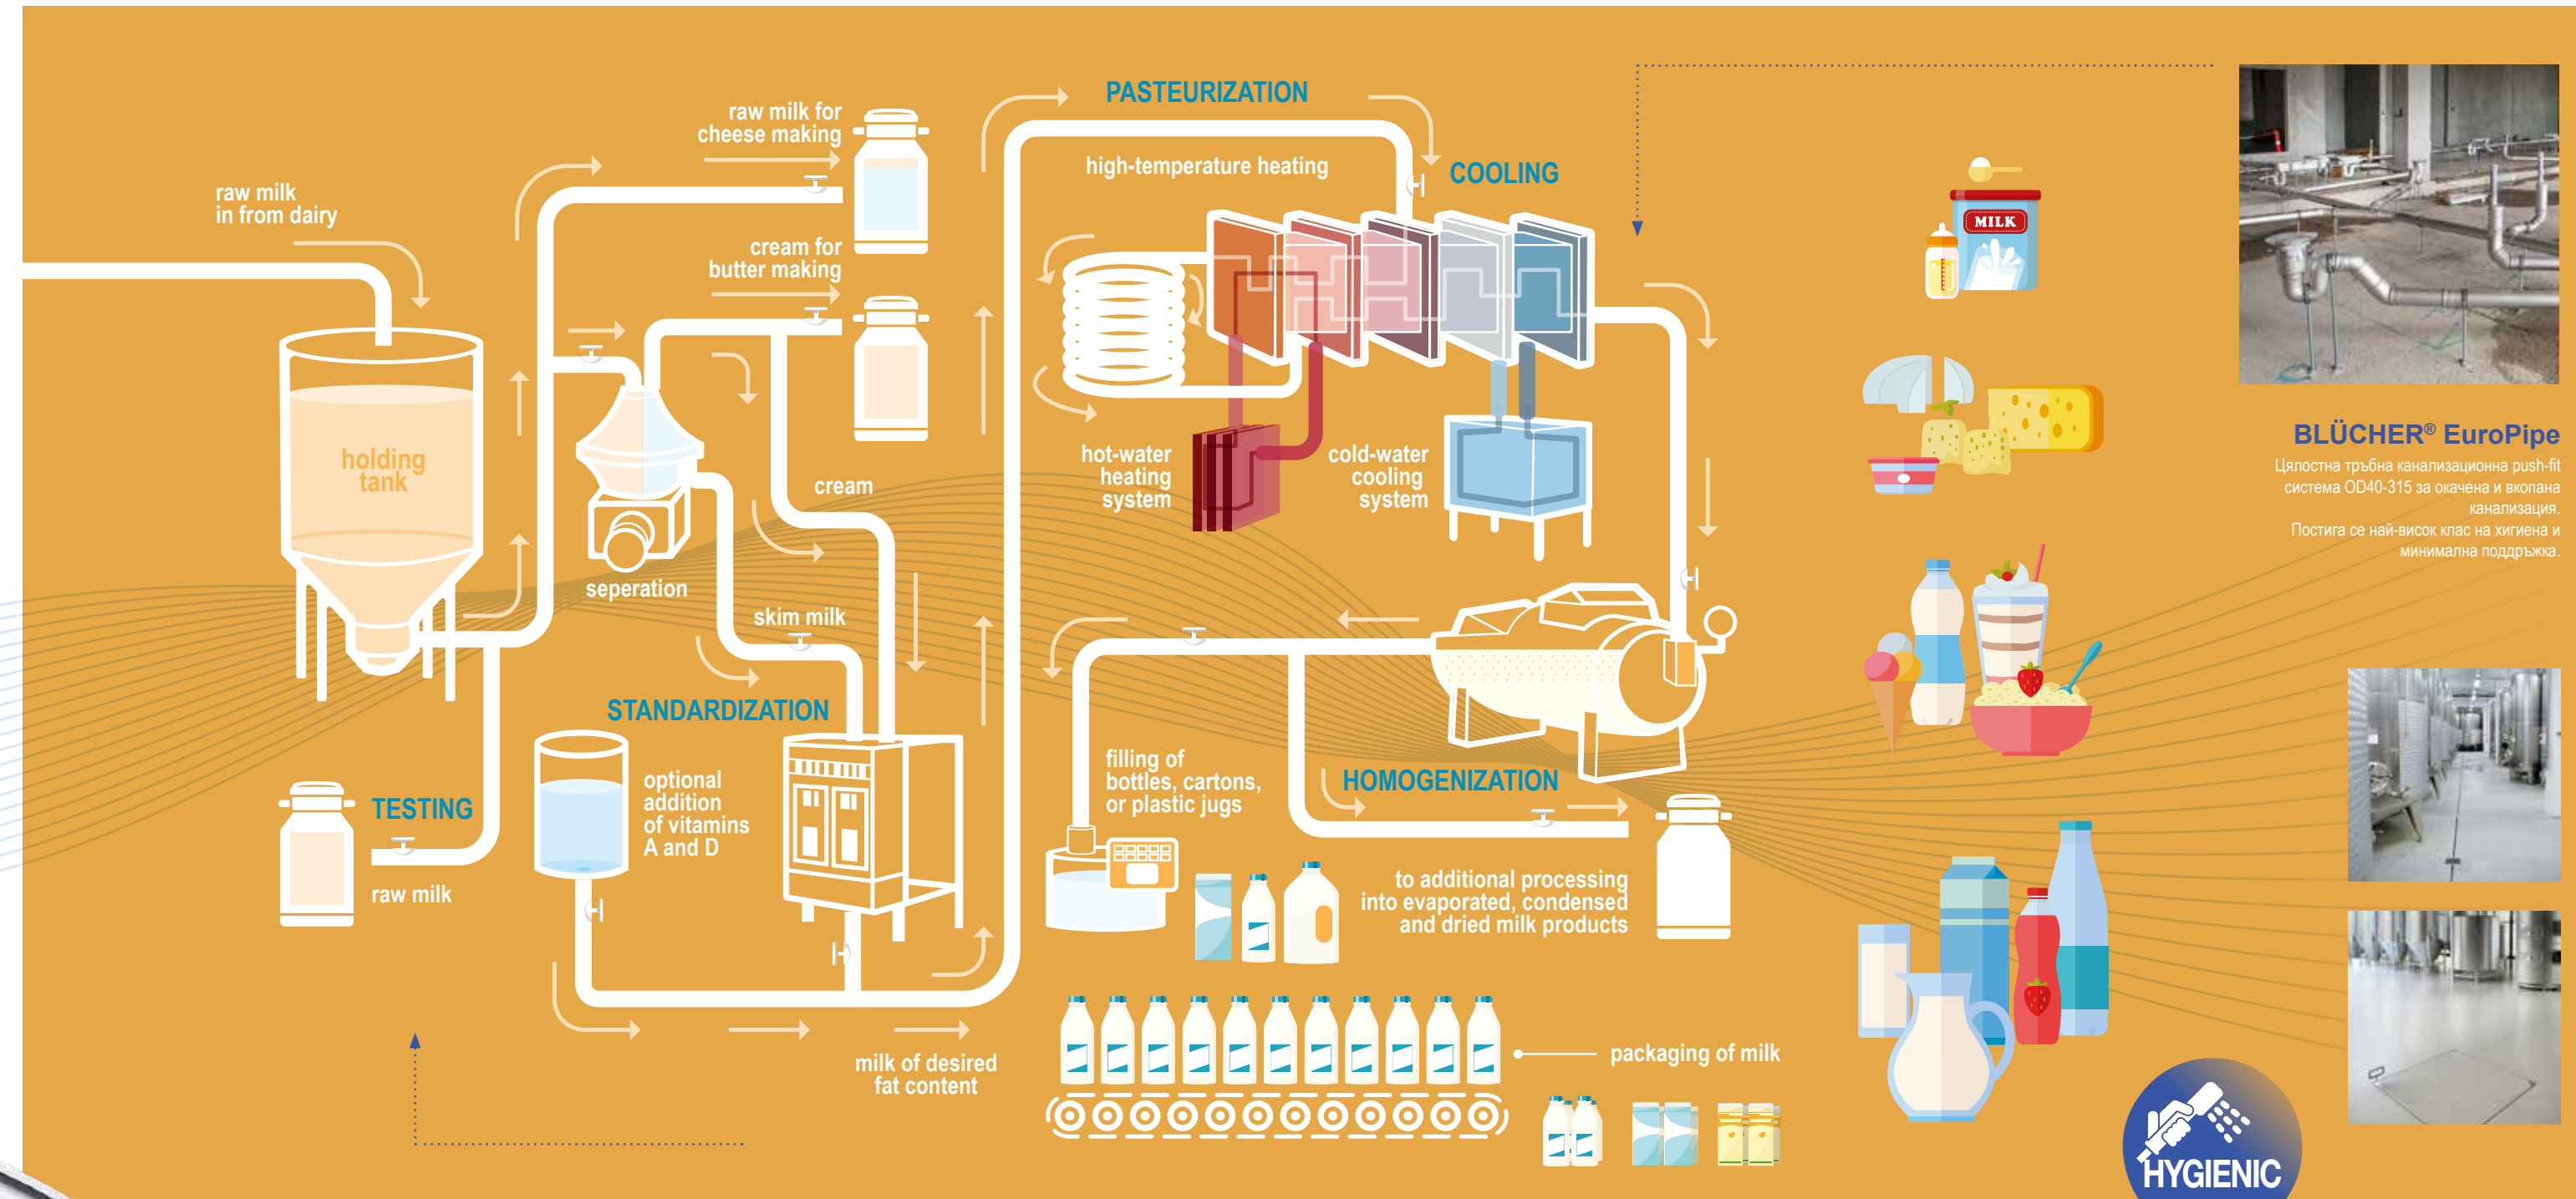 raw milk
in from dairy
holding
tank
TESTING
raw milk
raw milk for
cheese making
cream for
butter making
seperation
cream
skim milk
STANDARDIZATION
optional
addition
of vitamins
A and D
milk of desired
fat content
PASTEURIZATION
high-temperature heating
COOLING
hot-water
heating
system
cold-water
cooling
system
HOMOGENIZATION
filling of
bottles, cartons,
or plastic jugs
to additional processing
into evaporated, condensed
and dried milk products
packaging of milk
MILK
BLÜCHER® EuroPipe
Цялостна тръбна канализационна push-fit
система OD40-315 за окачена и вкопана
канализация.
Постига се най-висок клас на хигиена и
минимална поддръжка.
HYGIENIC